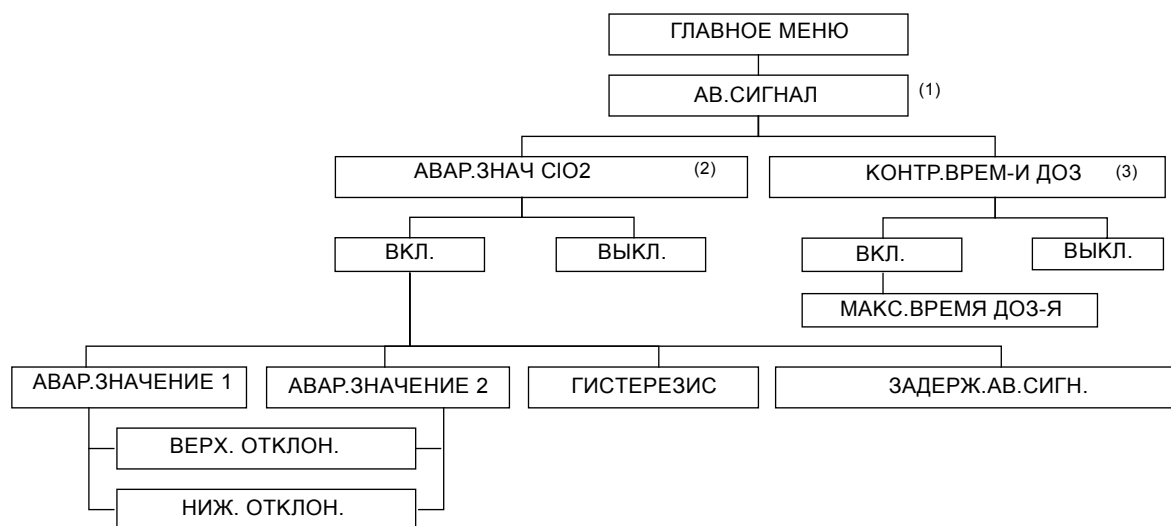 ГЛАВНОЕ МЕНЮ
АВ.СИГНАЛ (1)
АВАР.ЗНАЧ ClO2 (2)
КОНТР.ВРЕМ-И ДОЗ (3)
ВКЛ.
ВЫКЛ.
ВКЛ.
ВЫКЛ.
МАКС.ВРЕМЯ ДОЗ-Я
АВАР.ЗНАЧЕНИЕ 1
АВАР.ЗНАЧЕНИЕ 2
ГИСТЕРЕЗИС
ЗАДЕРЖ.АВ.СИГН.
ВЕРХ. ОТКЛОН.
НИЖ. ОТКЛОН.